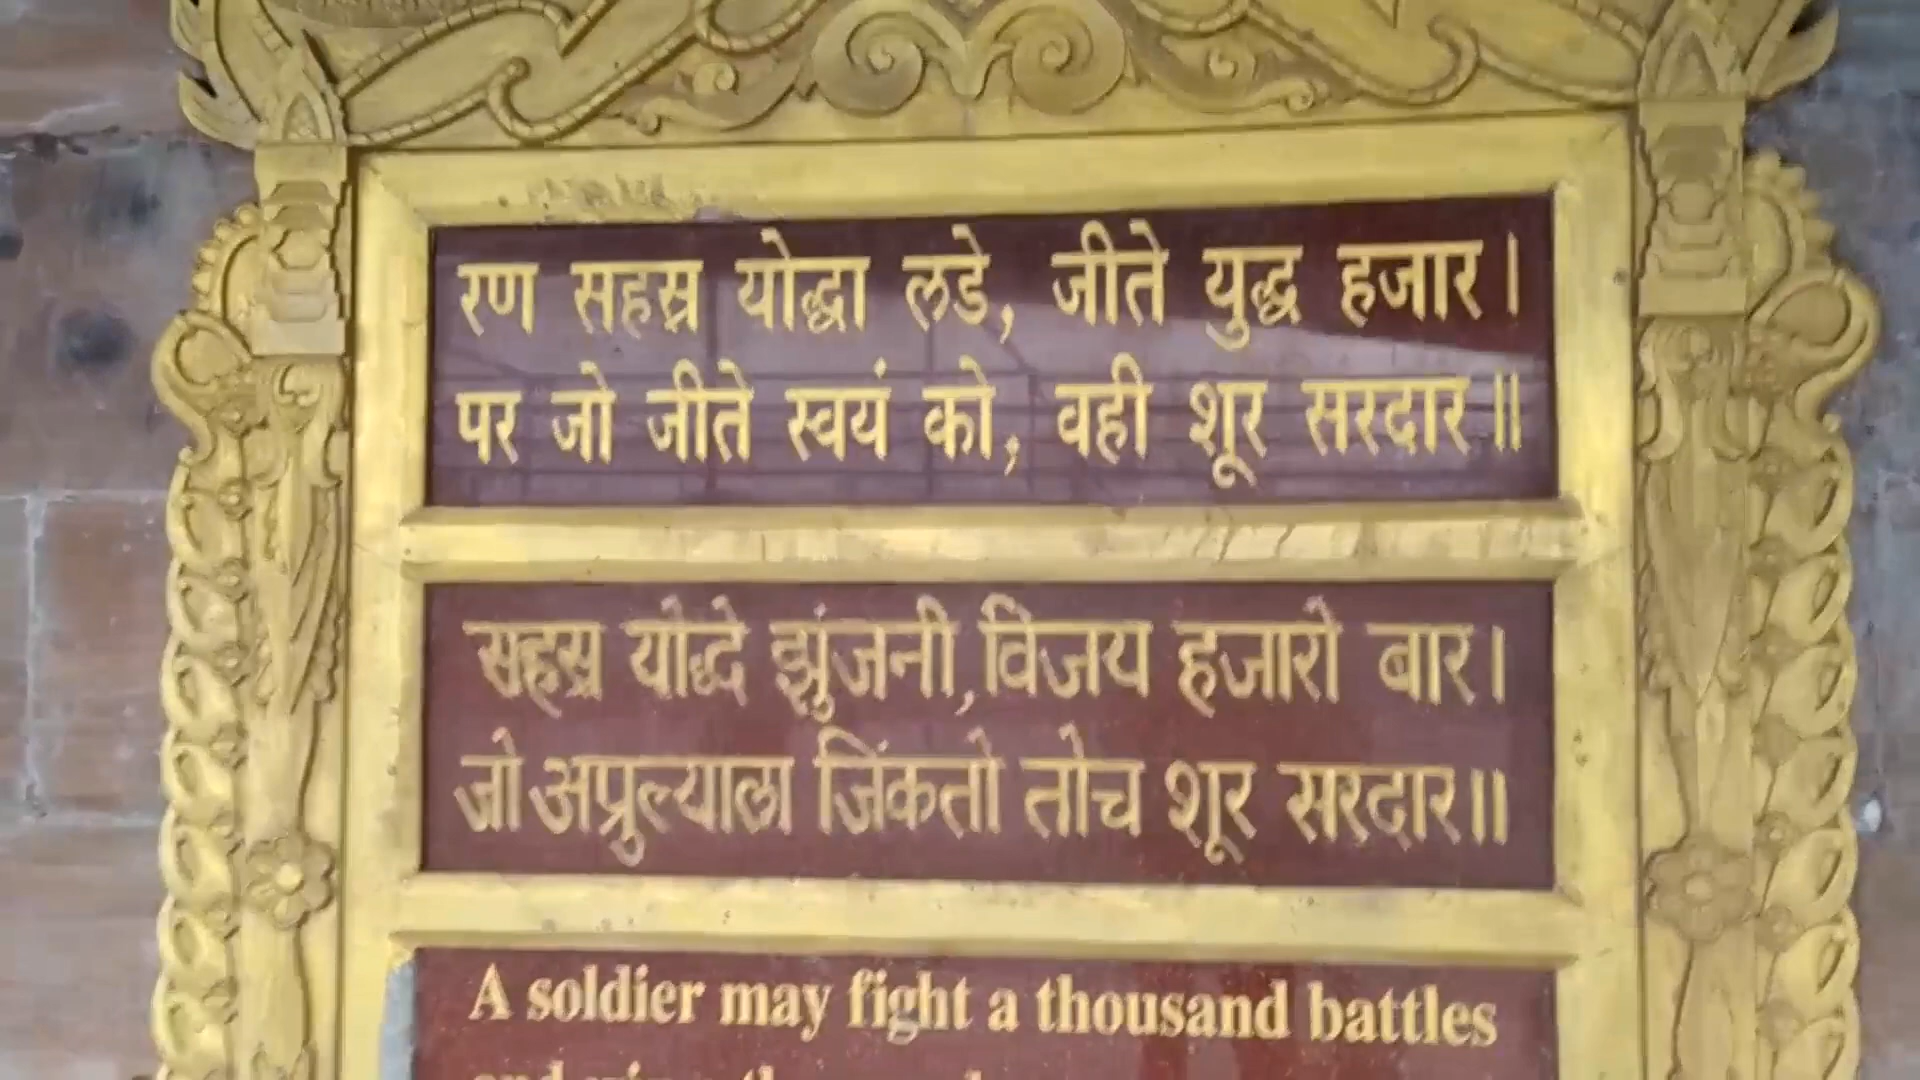 रण सहस्र योद्धा लडे, जीते युद्ध हजार।
पर जो जीते स्वयं को, वही शूर सरदार॥
सहस्र योद्धे झुंजनी, विजय हजारो बार।
जो अप्रुल्याला जिंकतो तोच शूर सरदार॥
A soldier may fight a thousand battles